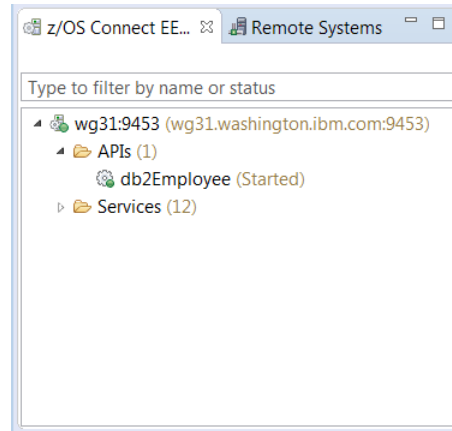 z/OS Connect EE... Remote Systems
Type to filter by name or status
wg31:9453 (wg31.washington.ibm.com:9453)
APIs (1)
db2Employee (Started)
Services (12)